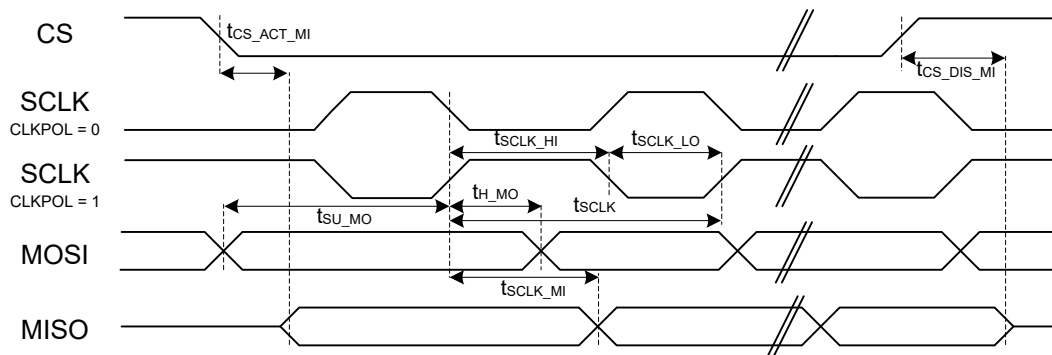 CS
tCS_ACT_MI
tCS_DIS_MI
SCLK
CLKPOL = 0
tSCLK_HI
tSCLK_LO
SCLK
CLKPOL = 1
tH_MO
tSU_MO
tSCLK
MOSI
tSCLK_MI
MISO